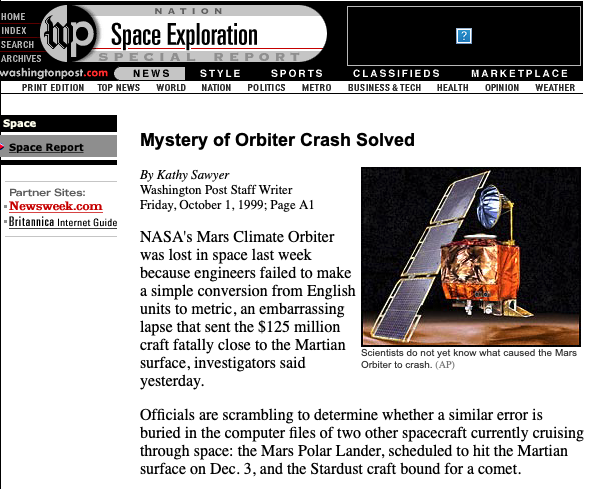 NATION
HOME
INDEX
SEARCH
ARCHIVES
wp
Space Exploration
SPECIAL REPORT
washingtonpost.com
NEWS STYLE SPORTS CLASSIFIEDS MARKETPLACE
PRINT EDITION TOP NEWS WORLD NATION POLITICS METRO BUSINESS & TECH HEALTH OPINION WEATHER
Space
Space Report
Partner Sites:
Newsweek.com
Britannica Internet Guide
Mystery of Orbiter Crash Solved
By Kathy Sawyer
Washington Post Staff Writer
Friday, October 1, 1999; Page A1
NASA's Mars Climate Orbiter
was lost in space last week
because engineers failed to make
a simple conversion from English
units to metric, an embarrassing
lapse that sent the $125 million
craft fatally close to the Martian
surface, investigators said
yesterday.
Scientists do not yet know what caused the Mars
Orbiter to crash. (AP)
Officials are scrambling to determine whether a similar error is
buried in the computer files of two other spacecraft currently cruising
through space: the Mars Polar Lander, scheduled to hit the Martian
surface on Dec. 3, and the Stardust craft bound for a comet.